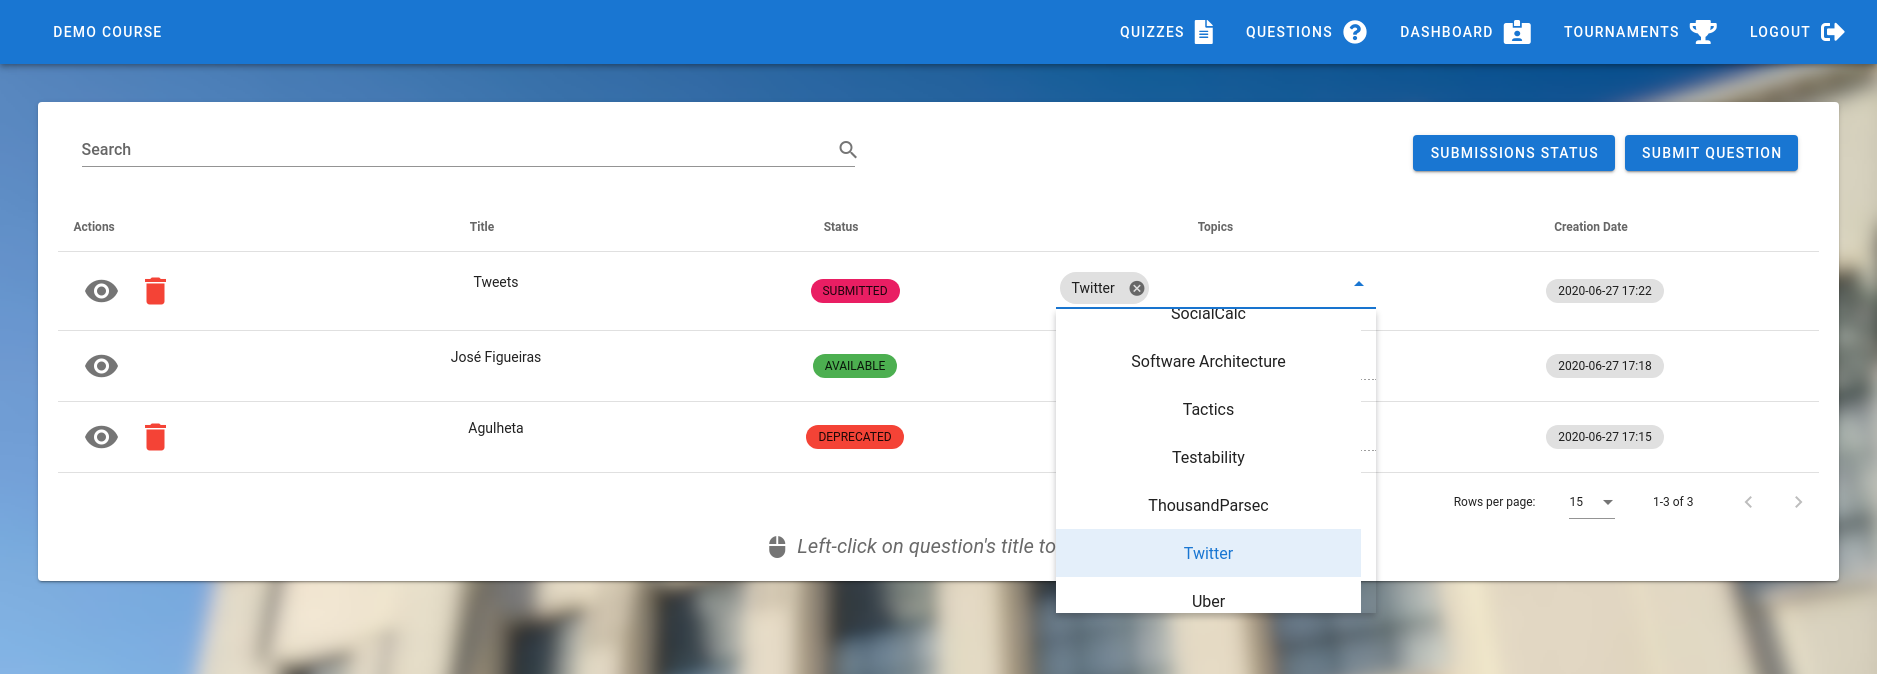 DEMO COURSE QUIZZES QUESTIONS DASHBOARD TOURNAMENTS LOGOUT
Search SUBMISSIONS STATUS SUBMIT QUESTION
Actions Title Status Topics Creation Date
Tweets SUBMITTED Twitter 2020-06-27 17:22
SocialCalc
José Figueiras AVAILABLE Software Architecture 2020-06-27 17:18
Tactics
Agulheta DEPRECATED 2020-06-27 17:15
Testability
ThousandParsec Rows per page: 15 1-3 of 3
Left-click on question's title to Twitter
Uber